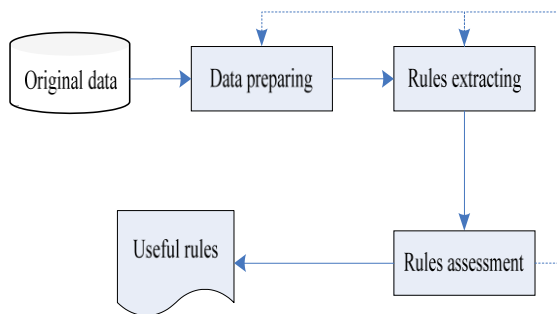 Original data
Data preparing
Rules extracting
Useful rules
Rules assessment